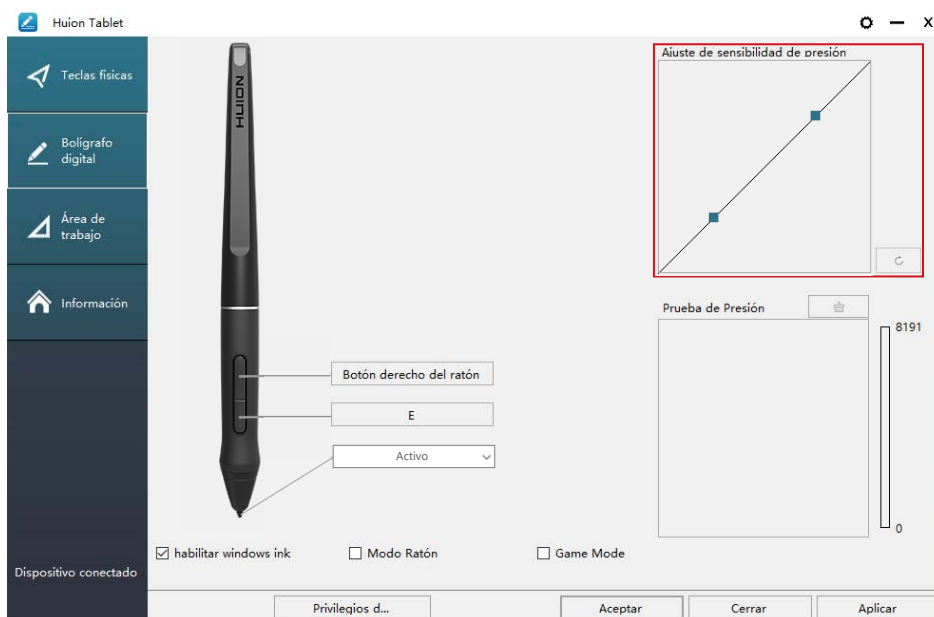 Huion Tablet
Teclas físicas
Bolígrafo
digital
Área de
trabajo
Información
Dispositivo conectado
HUION
Botón derecho del ratón
E
Activo
Ajuste de sensibilidad de presión
Prueba de Presión
8191
0
habilitar windows ink
Modo Ratón
Game Mode
Privilegios d...
Aceptar
Cerrar
Aplicar